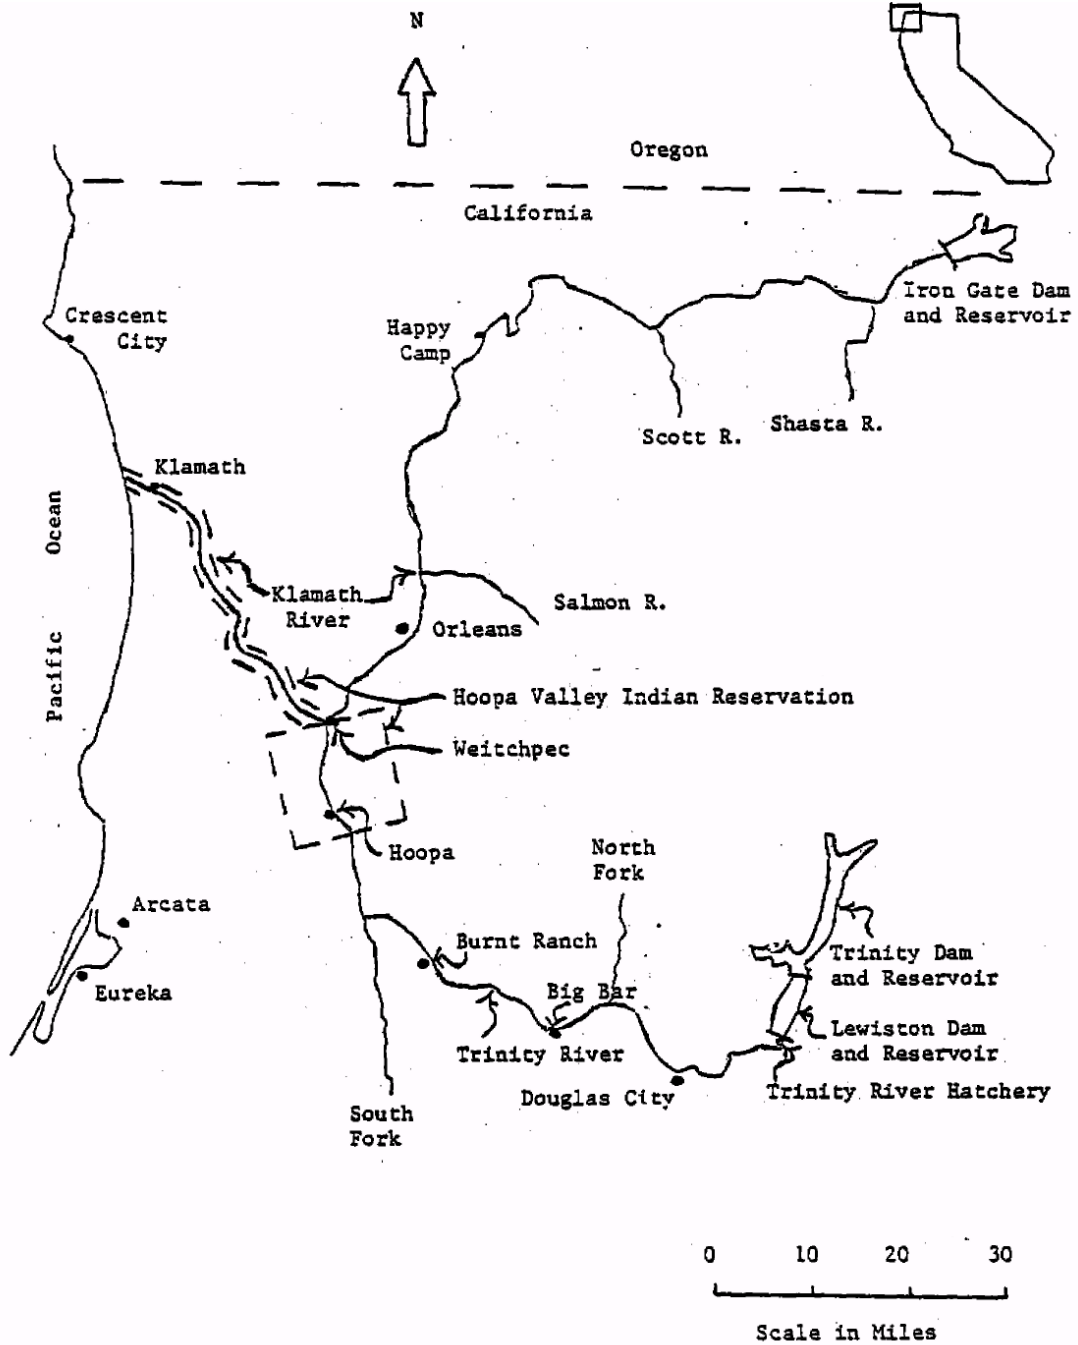 N
Oregon
California
Iron Gate Dam
and Reservoir
Crescent
City
Happy
Camp
Scott R.
Shasta R.
Klamath
Pacific Ocean
Klamath
River
Salmon R.
Orleans
Hoopa Valley Indian Reservation
Weitchpec
Hoopa
North
Fork
Arcata
Eureka
Burnt Ranch
Big Bar
Trinity River
Trinity Dam
and Reservoir
Lewiston Dam
and Reservoir
Trinity River Hatchery
Douglas City
South
Fork
0 10 20 30
Scale in Miles